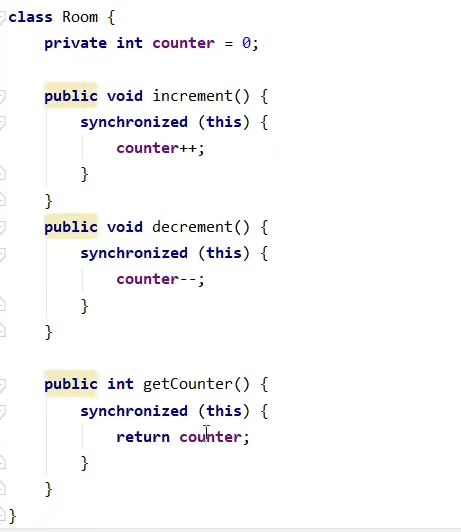 class Room {
    private int counter = 0;

    public void increment() {
        synchronized (this) {
            counter++;
        }
    }
    public void decrement() {
        synchronized (this) {
            counter--;
        }
    }

    public int getCounter() {
        synchronized (this) {
            return counter;
        }
    }
}